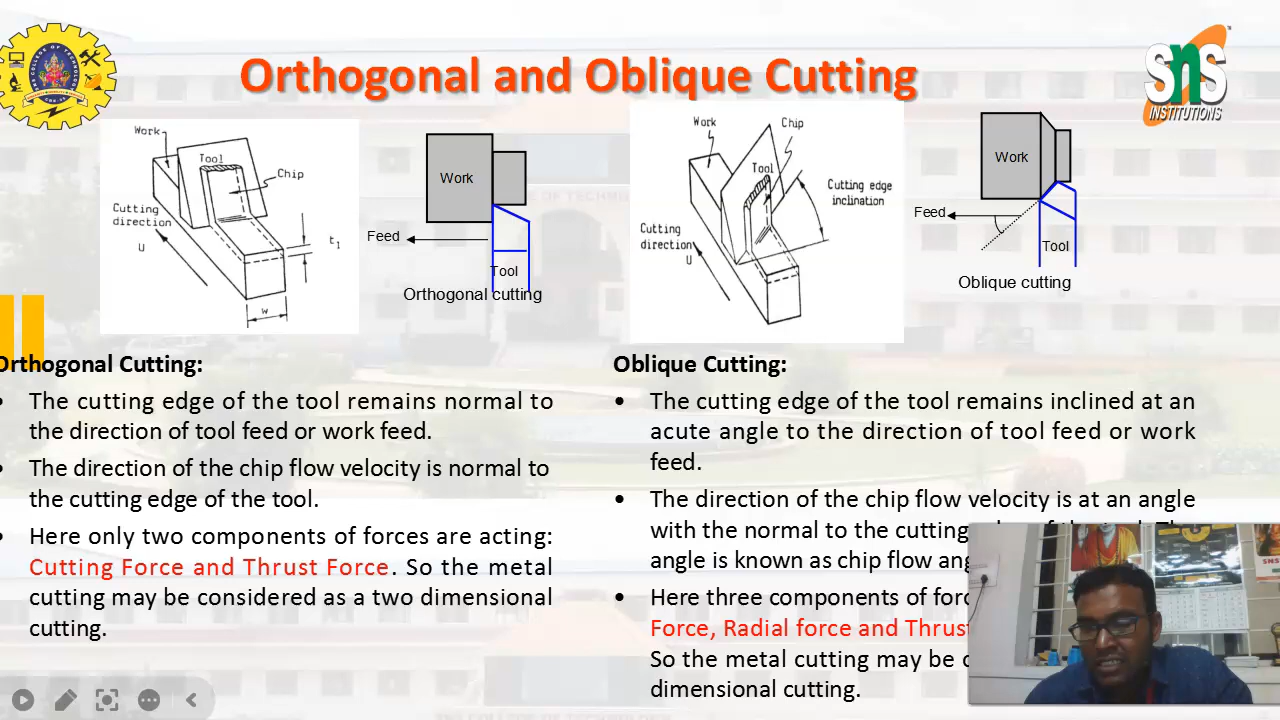 Orthogonal and Oblique Cutting
SNS
INSTITUTIONS
Work
Tool
Chip
Cutting
direction
U
t1
w
Work
Feed
Tool
Orthogonal cutting
Work
Chip
Tool
Cutting edge
inclination
Cutting
direction
U
Work
Feed
Tool
Oblique cutting
Orthogonal Cutting:
• The cutting edge of the tool remains normal to
the direction of tool feed or work feed.
• The direction of the chip flow velocity is normal to
the cutting edge of the tool.
• Here only two components of forces are acting:
Cutting Force and Thrust Force. So the metal
cutting may be considered as a two dimensional
cutting.
Oblique Cutting:
• The cutting edge of the tool remains inclined at an
acute angle to the direction of tool feed or work
feed.
• The direction of the chip flow velocity is at an angle
with the normal to the cutting
angle is known as chip flow
• Here three components of
Force, Radial force and
So the metal cutting may be
dimensional cutting.